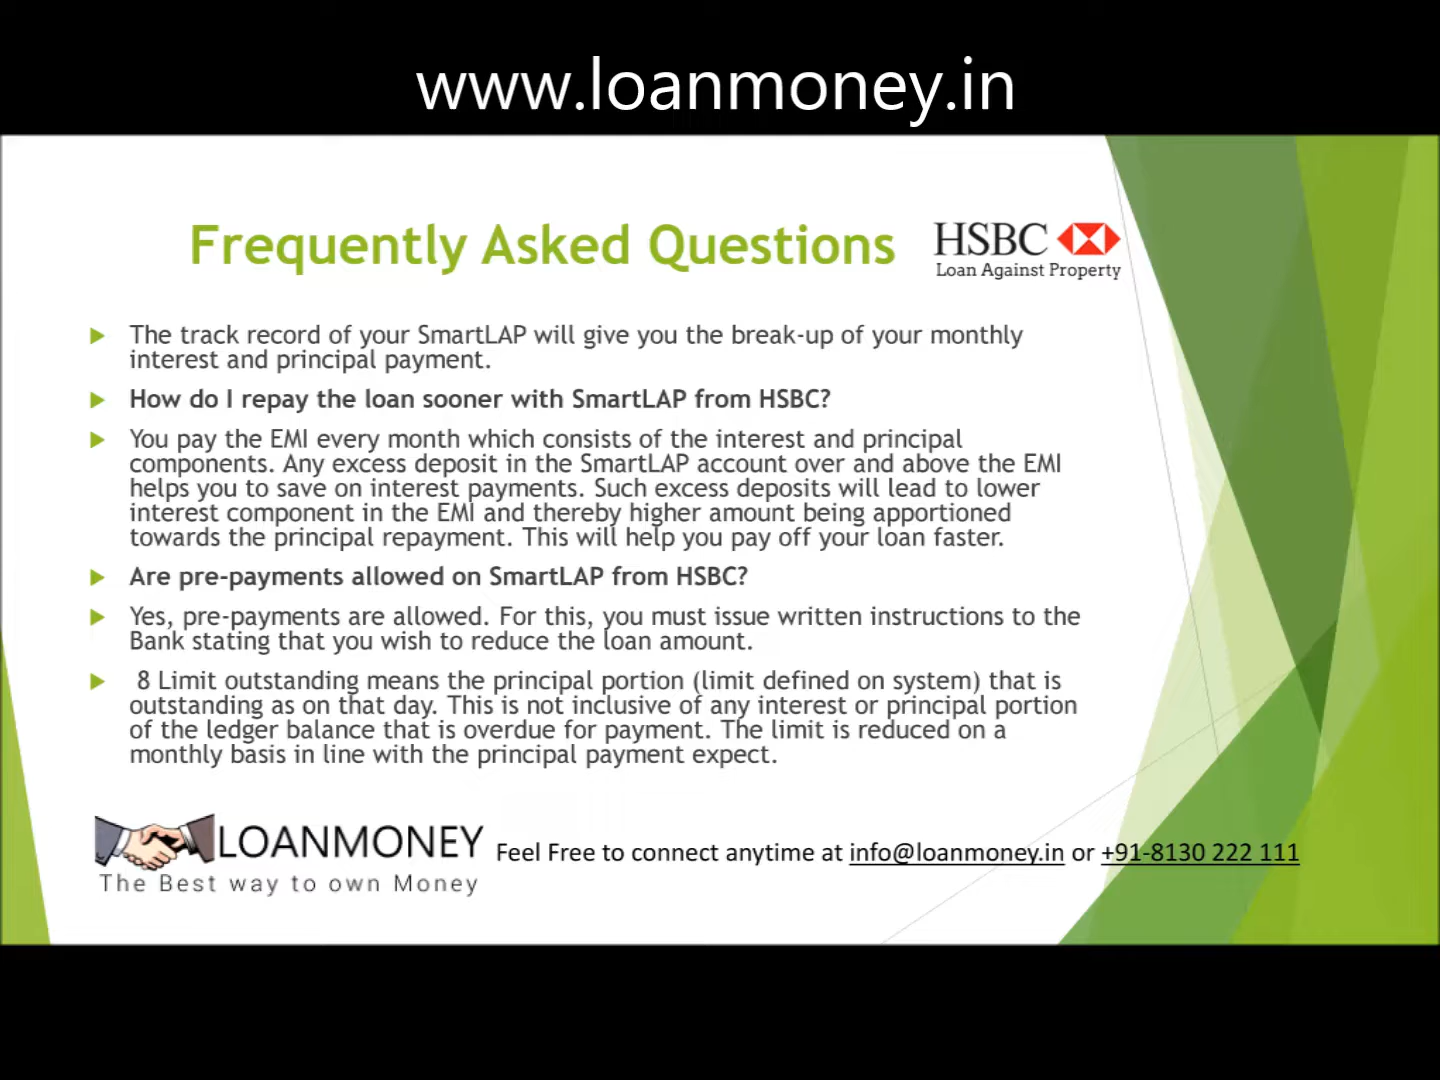 www.loanmoney.in
Frequently Asked Questions
HSBC
Loan Against Property
The track record of your SmartLAP will give you the break-up of your monthly
interest and principal payment.
How do I repay the loan sooner with SmartLAP from HSBC?
You pay the EMI every month which consists of the interest and principal
components. Any excess deposit in the SmartLAP account over and above the EMI
helps you to save on interest payments. Such excess deposits will lead to lower
interest component in the EMI and thereby higher amount being apportioned
towards the principal repayment. This will help you pay off your loan faster.
Are pre-payments allowed on SmartLAP from HSBC?
Yes, pre-payments are allowed. For this, you must issue written instructions to the
Bank stating that you wish to reduce the loan amount.
8 Limit outstanding means the principal portion (limit defined on system) that is
outstanding as on that day. This is not inclusive of any interest or principal portion
of the ledger balance that is overdue for payment. The limit is reduced on a
monthly basis in line with the principal payment expect.
LOANMONEY
The Best way to own Money
Feel Free to connect anytime at info@loanmoney.in or +91-8130 222 111